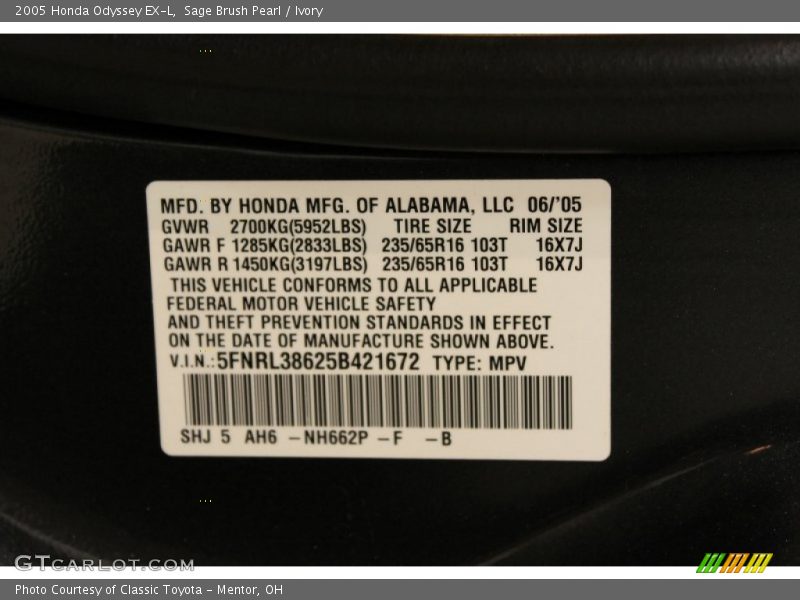 2005 Honda Odyssey EX-L,  Sage Brush Pearl / Ivory
MFD. BY HONDA MFG. OF ALABAMA, LLC 06/'05
GVWR 2700KG(5952LBS) TIRE SIZE RIM SIZE
GAWR F 1285KG(2833LBS) 235/65R16 103T 16X7J
GAWR R 1450KG(3197LBS) 235/65R16 103T 16X7J
THIS VEHICLE CONFORMS TO ALL APPLICABLE
FEDERAL MOTOR VEHICLE SAFETY
AND THEFT PREVENTION STANDARDS IN EFFECT
ON THE DATE OF MANUFACTURE SHOWN ABOVE.
V.I.N.:5FNRL38625B421672 TYPE: MPV
SHJ 5 AH6 -NH662P -F -B
GTCARLOT.COM
Photo Courtesy of Classic Toyota - Mentor, OH